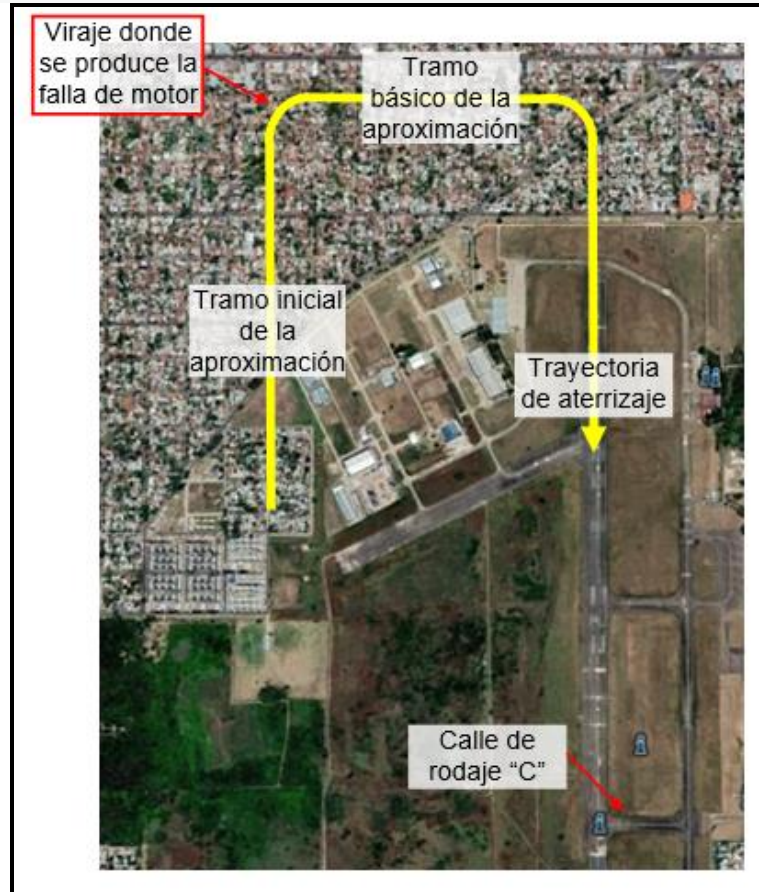 Viraje donde
se produce la
falla de motor
Tramo
básico de la
aproximación
Tramo inicial
de la
aproximación
Trayectoria
de aterrizaje
Calle de
rodaje “C”